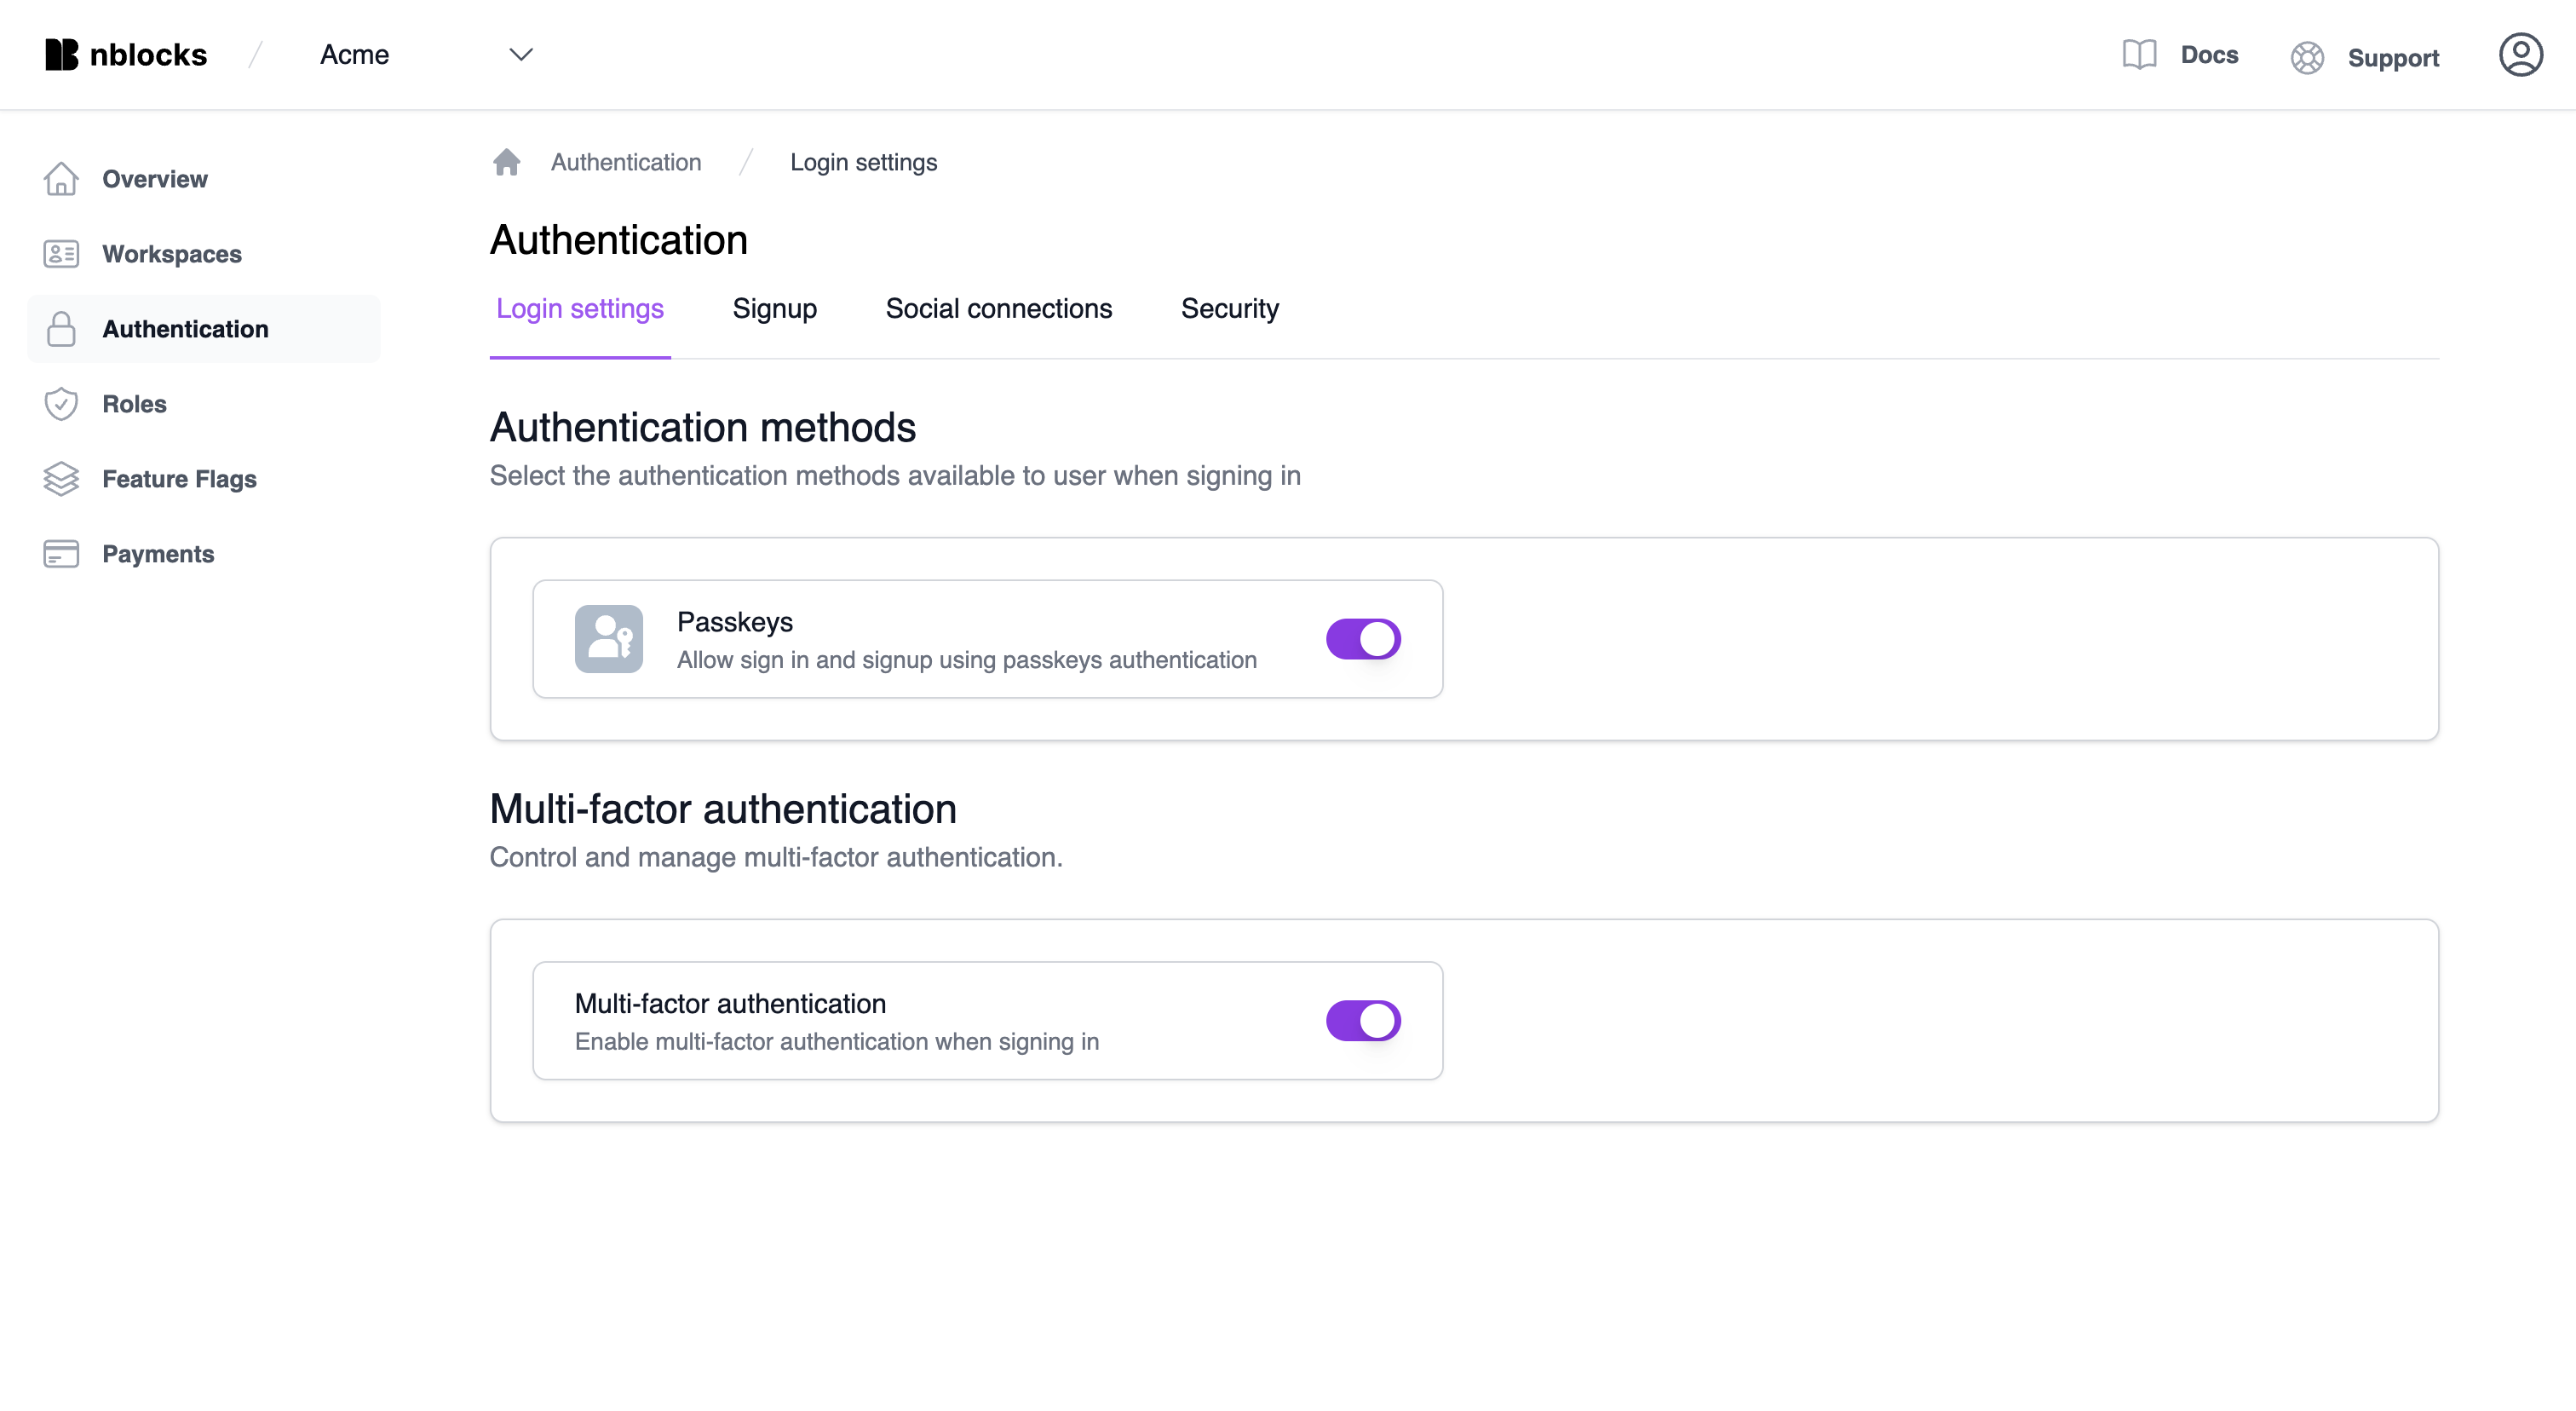 nblocks / Acme
Docs
Support
Overview
Workspaces
Authentication
Roles
Feature Flags
Payments
Authentication / Login settings
Authentication
Login settings
Signup
Social connections
Security
Authentication methods
Select the authentication methods available to user when signing in
Passkeys
Allow sign in and signup using passkeys authentication
Multi-factor authentication
Control and manage multi-factor authentication.
Multi-factor authentication
Enable multi-factor authentication when signing in